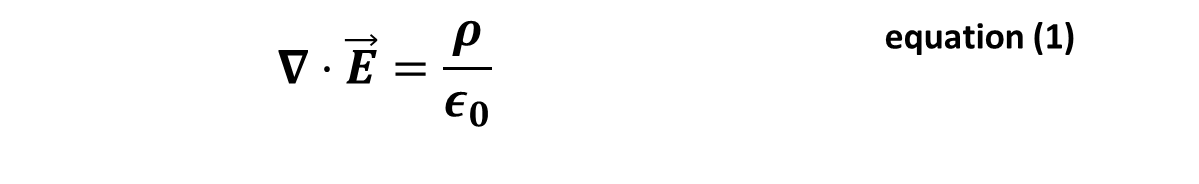 ∇ · E⃗ = ρ/ϵ₀ equation (1)